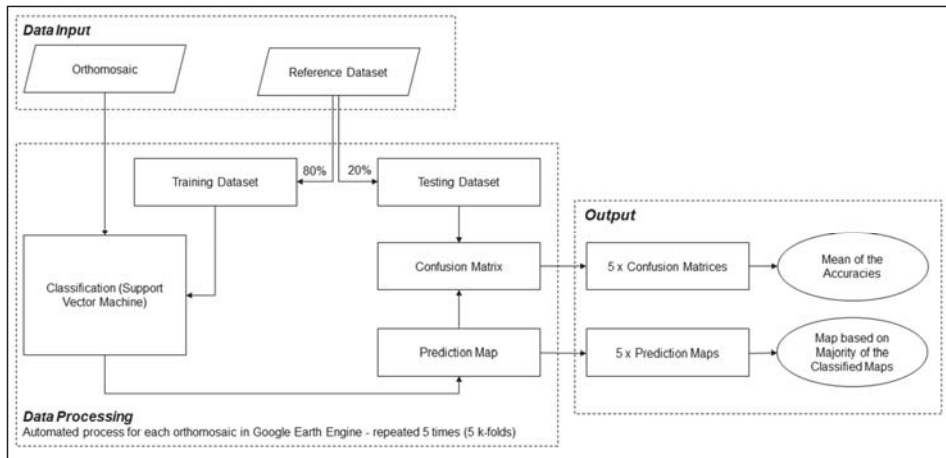 Data Input
Orthomosaic
Reference Dataset
80%
20%
Training Dataset
Testing Dataset
Output
Classification (Support
Vector Machine)
Confusion Matrix
5 x Confusion Matrices
Mean of the
Accuracies
Prediction Map
5 x Prediction Maps
Map based on
Majority of the
Classified Maps
Data Processing
Automated process for each orthomosaic in Google Earth Engine - repeated 5 times (5 k-folds)